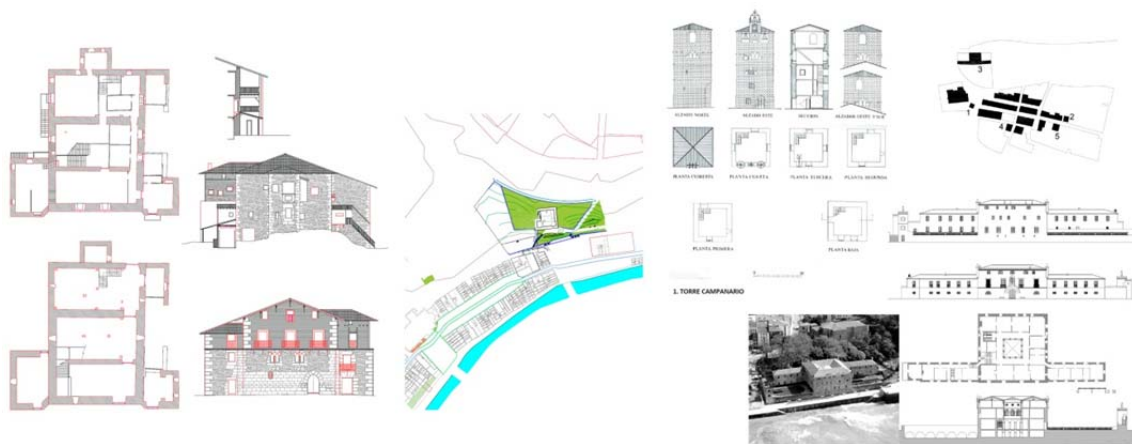 ALZADO NORTE
ALZADO ESTE
SECCION
ALZADOS OESTE Y SUR
PLANTA CUBIERTA
PLANTA CUARTA
PLANTA TERCERA
PLANTA SEGUNDA
PLANTA PRIMERA
PLANTA BAJA
1. TORRE CAMPANARIO
3
1
2
4
5